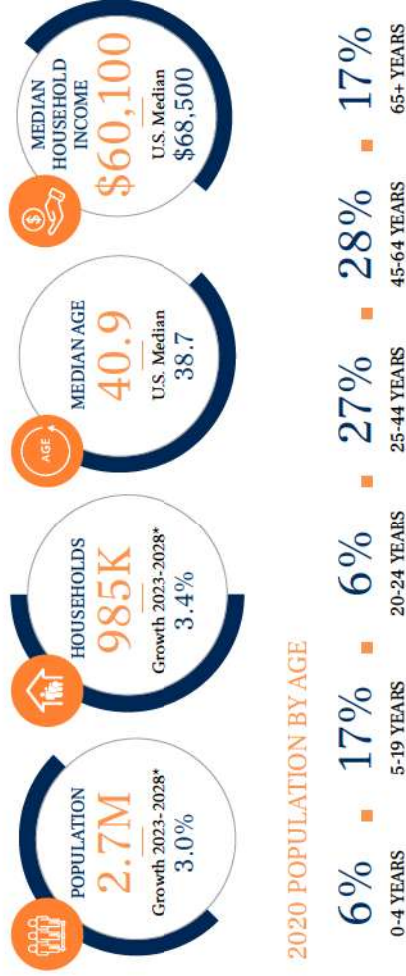 POPULATION
2.7M
Growth 2023-2028*
3.0%
HOUSEHOLDS
985K
Growth 2023-2028*
3.4%
AGE
MEDIAN AGE
40.9
U.S. Median
38.7
$
MEDIAN
HOUSEHOLD
INCOME
$60,100
U.S. Median
$68,500
2020 POPULATION BY AGE
6%
0-4 YEARS
17%
5-19 YEARS
6%
20-24 YEARS
27%
25-44 YEARS
28%
45-64 YEARS
17%
65+ YEARS